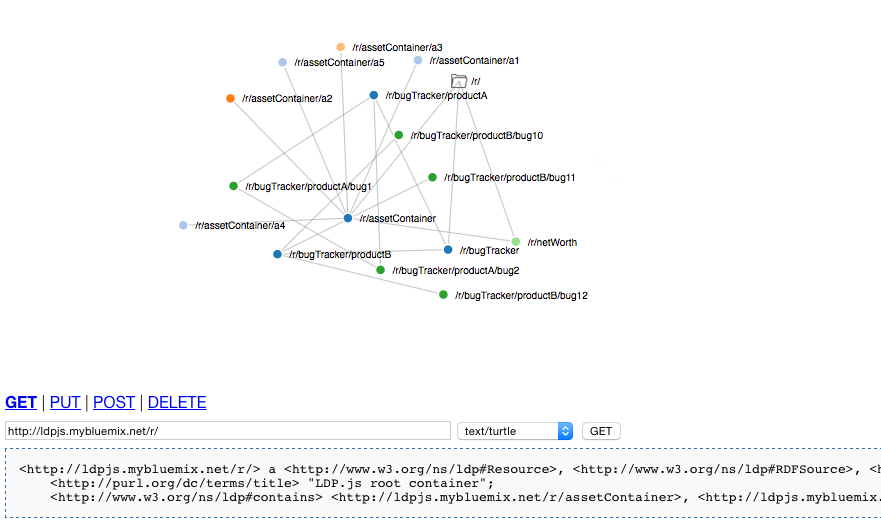 /r/assetContainer/a3
/r/assetContainer/a5
/r/assetContainer/a1
/r/
/r/assetContainer/a2
/r/bugTracker/productA
/r/bugTracker/productB/bug10
/r/bugTracker/productB/bug11
/r/bugTracker/productA/bug1
/r/assetContainer
/r/assetContainer/a4
/r/netWorth
/r/bugTracker
/r/bugTracker/productB
/r/bugTracker/productA/bug2
/r/bugTracker/productB/bug12
GET | PUT | POST | DELETE
http://ldpjs.mybluemix.net/r/ text/turtle GET
<http://ldpjs.mybluemix.net/r/> a <http://www.w3.org/ns/ldp#Resource>, <http://www.w3.org/ns/ldp#RDFSource>, <
<http://purl.org/dc/terms/title> "LDP.js root container";
<http://www.w3.org/ns/ldp#contains> <http://ldpjs.mybluemix.net/r/assetContainer>, <http://ldpjs.mybluemix.